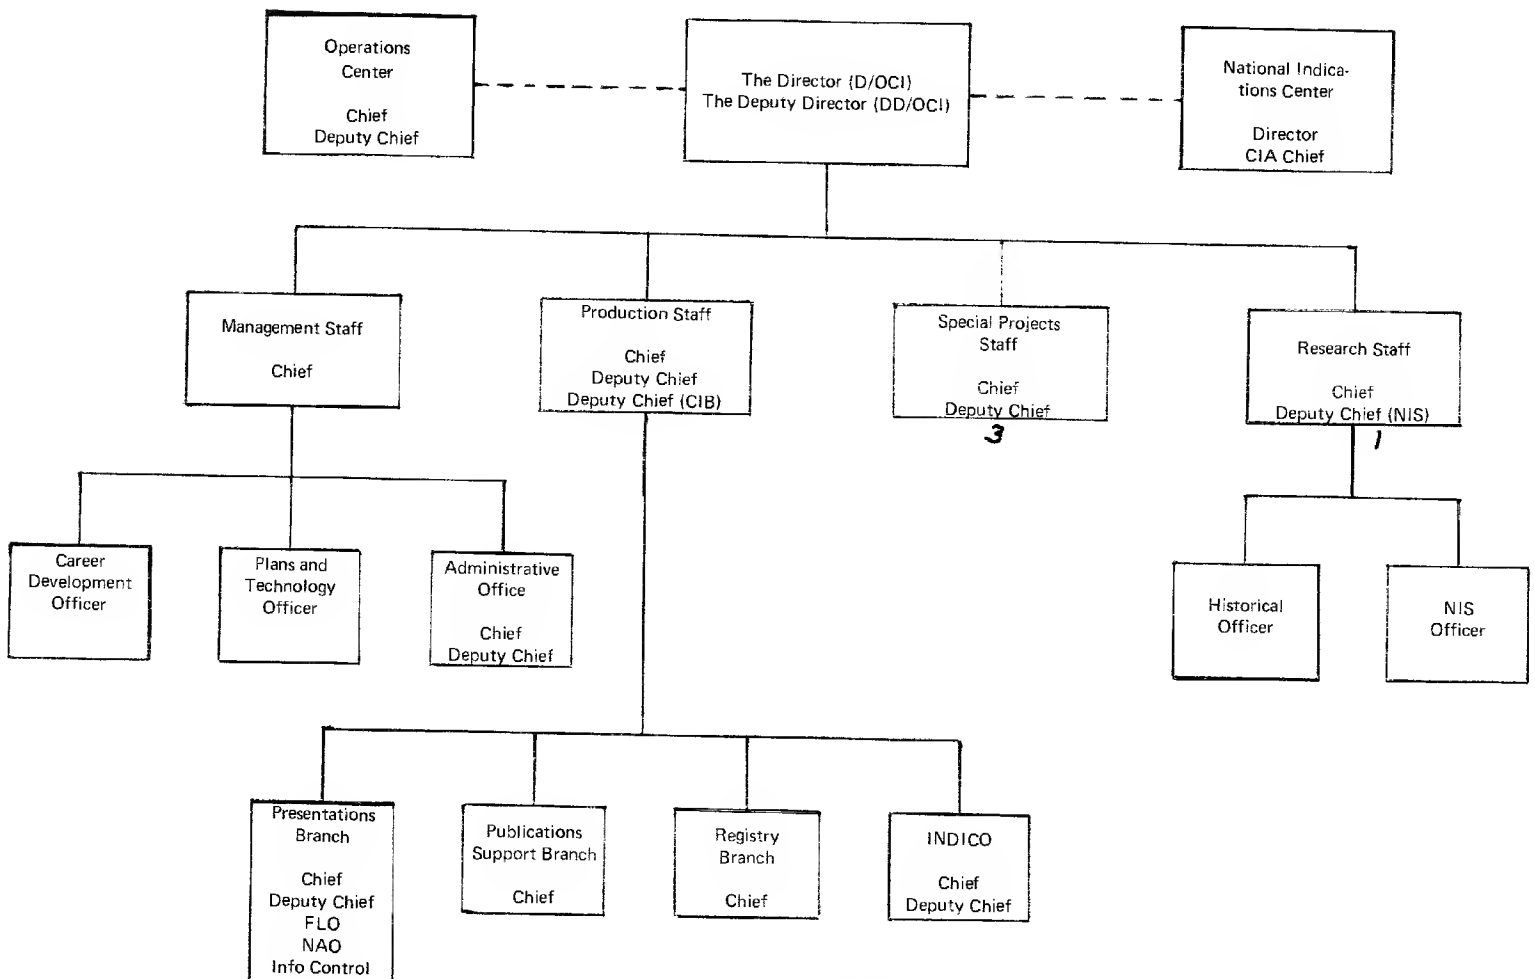 Operations
Center
Chief
Deputy Chief
The Director (D/OCI)
The Deputy Director (DD/OCI)
National Indica-
tions Center
Director
CIA Chief
Management Staff
Chief
Production Staff
Chief
Deputy Chief
Deputy Chief (CIB)
Special Projects
Staff
Chief
Deputy Chief
3
Research Staff
Chief
Deputy Chief (NIS)
1
Career
Development
Officer
Plans and
Technology
Officer
Administrative
Office
Chief
Deputy Chief
Historical
Officer
NIS
Officer
Presentations
Branch
Chief
Deputy Chief
FLO
NAO
Info Control
Publications
Support Branch
Chief
Registry
Branch
Chief
INDICO
Chief
Deputy Chief